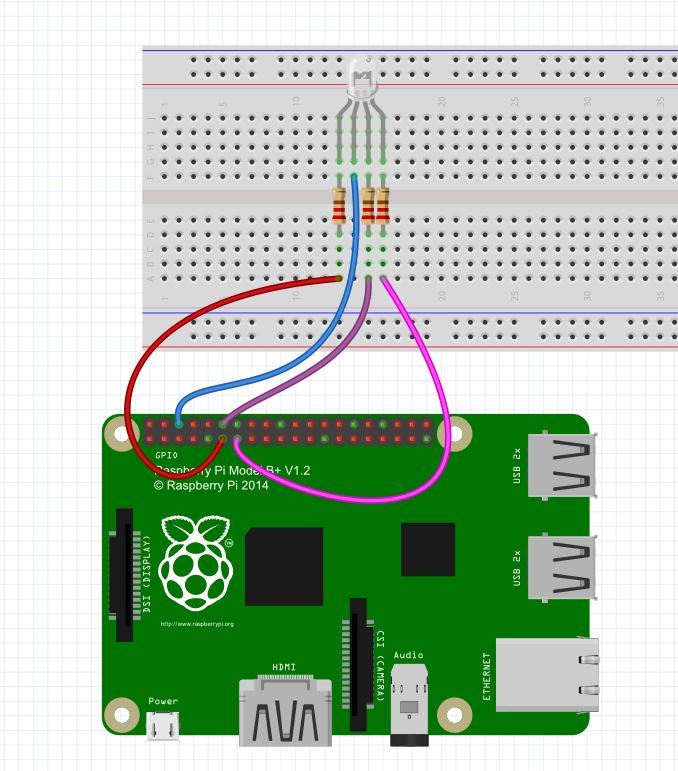 1 5 10 20 25 30 35
J
I
H
G
F
E
D
C
B
A
1 10 15 20 25 30 35
GPIO
Raspberry Pi Model B+ V1.2
© Raspberry Pi 2014
USB 2x
DSI (DISPLAY)
TM
USB 2x
http://www.raspberrypi.org
CSI (CAMERA)
HDMI
Audio
ETHERNET
Power